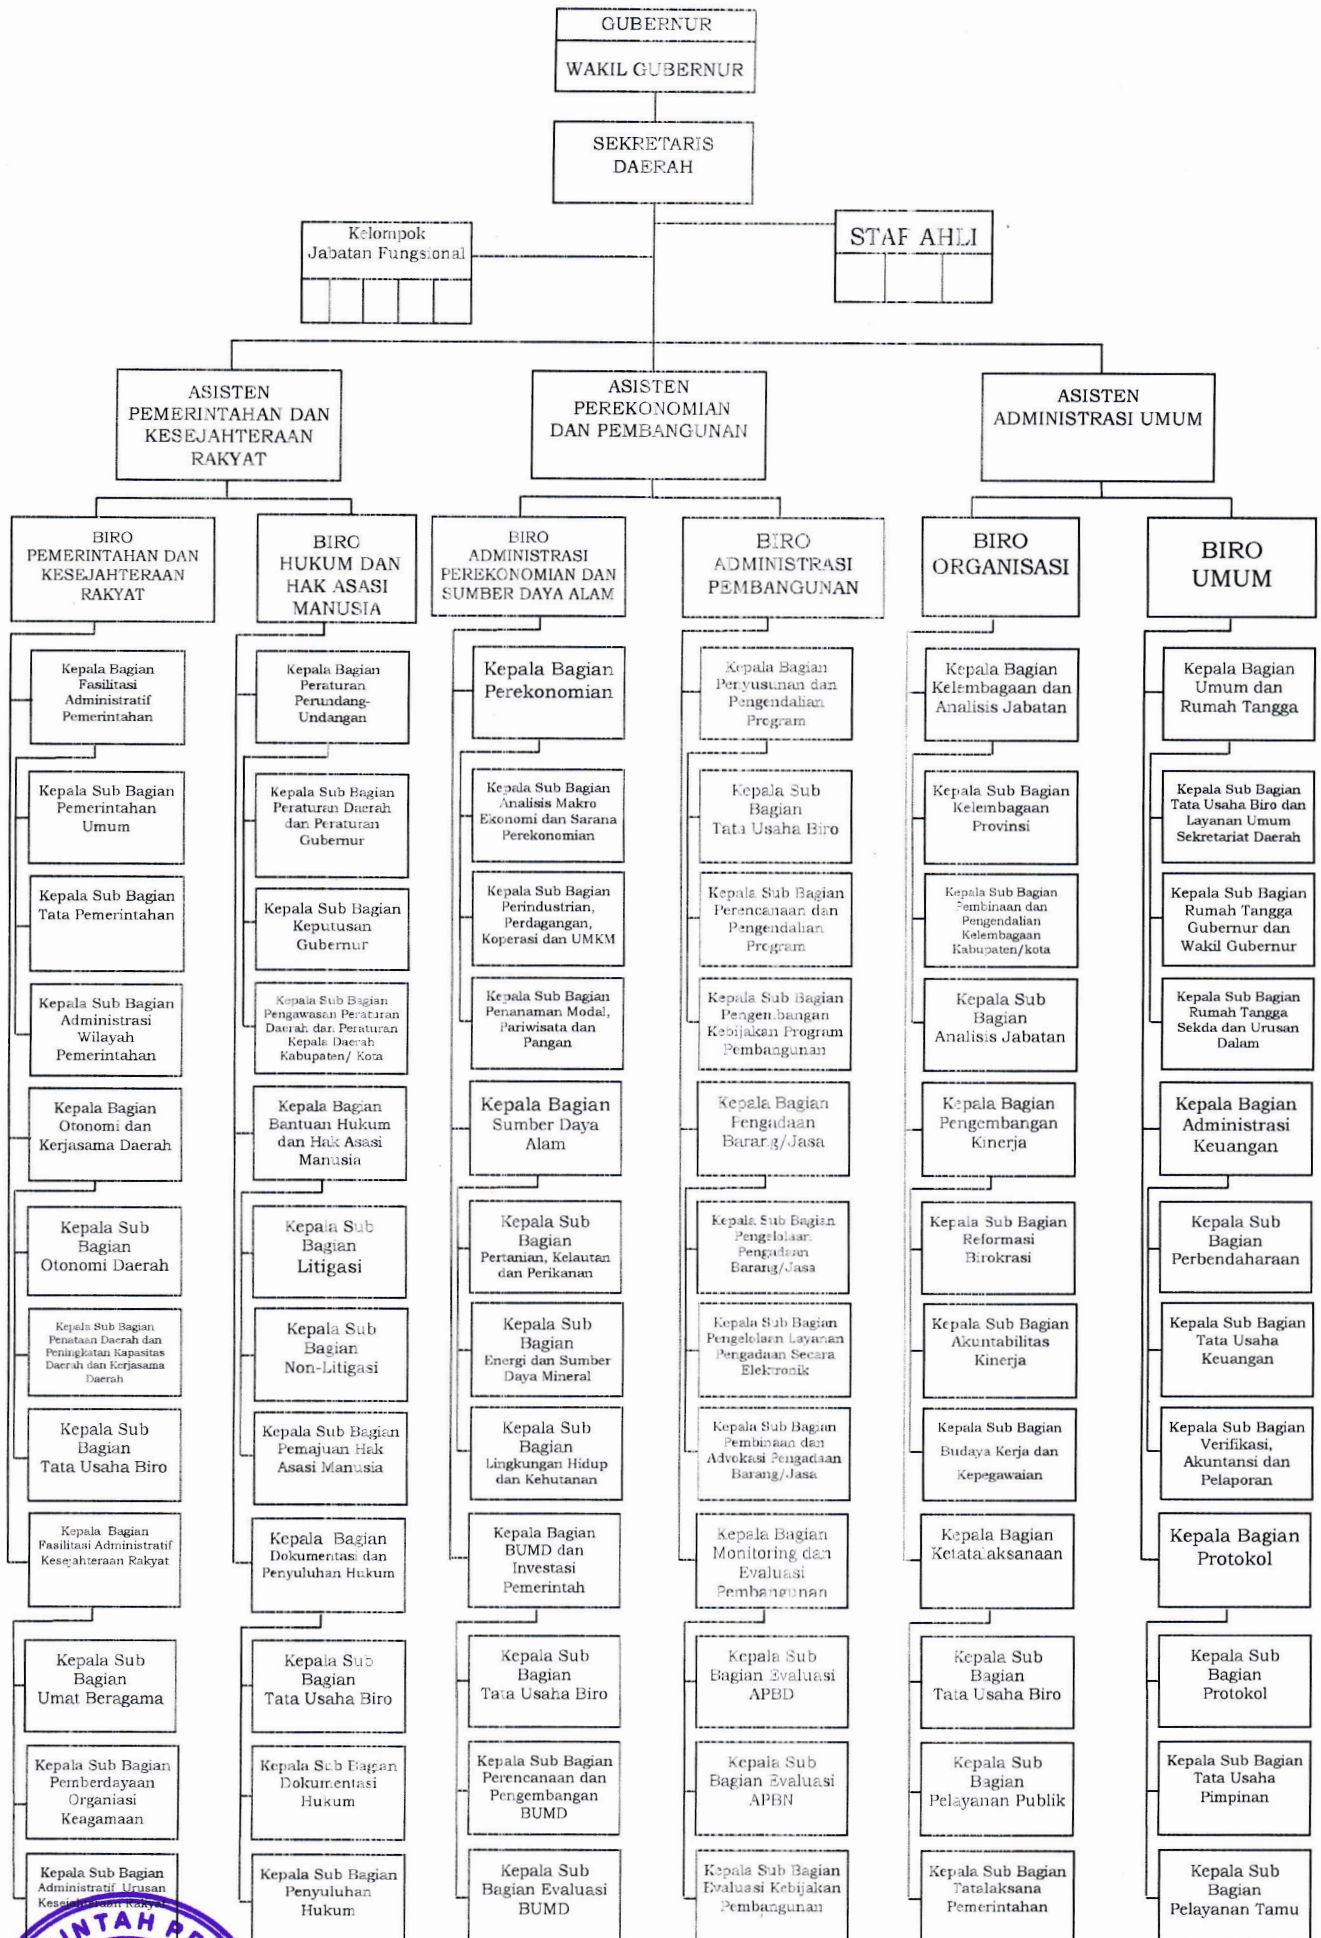 GUBERNUR
WAKIL GUBERNUR
SEKRETARIS
DAERAH
Kelompok
Jabatan Fungsional
STAF AHLI
ASISTEN
PEMERINTAHAN DAN
KESEJAHTERAAN
RAKYAT
ASISTEN
PEREKONOMIAN
DAN PEMBANGUNAN
ASISTEN
ADMINISTRASI UMUM
BIRO
PEMERINTAHAN DAN
KESEJAHTERAAN
RAKYAT
Kepala Bagian
Fasilitasi
Administratif
Pemerintahan
Kepala Sub Bagian
Pemerintahan
Umum
Kepala Sub Bagian
Tata Pemerintahan
Kepala Sub Bagian
Administrasi
Wilayah
Pemerintahan
Kepala Bagian
Otonomi dan
Kerjasama Daerah
Kepala Sub
Bagian
Otonomi Daerah
Kepala Sub Bagian
Penataan Daerah dan
Peningkatan Kapasitas
Daerah dan Kerjasama
Daerah
Kepala Sub
Bagian
Tata Usaha Biro
Kepala Bagian
Fasilitasi Administratif
Kesejahteraan Rakyat
Kepala Sub
Bagian
Umat Beragama
Kepala Sub Bagian
Pemberdayaan
Organiasi
Keagamaan
Kepala Sub Bagian
Administratif Urusan
Kesejahteraan Rakyat
BIRO
HUKUM DAN
HAK ASASI
MANUSIA
Kepala Bagian
Peraturan
Perundang-
Undangan
Kepala Sub Bagian
Peraturan Daerah
dan Peraturan
Gubernur
Kepala Sub Bagian
Keputusan
Gubernur
Kepala Sub Bagian
Pengawasan Peraturan
Daerah dan Peraturan
Kepala Daerah
Kabupaten/ Kota
Kepala Bagian
Bantuan Hukum
dan Hak Asasi
Manusia
Kepala Sub
Bagian
Litigasi
Kepala Sub
Bagian
Non-Litigasi
Kepala Sub Bagian
Pemajuan Hak
Asasi Manusia
Kepala Bagian
Dokumentasi dan
Penyuluhan Hukum
Kepala Sub
Bagian
Tata Usaha Biro
Kepala Sub Bagian
Dokumentasi
Hukum
Kepala Sub Bagian
Penyuluhan
Hukum
BIRO
ADMINISTRASI
PEREKONOMIAN DAN
SUMBER DAYA ALAM
Kepala Bagian
Perekonomian
Kepala Sub Bagian
Analisis Makro
Ekonomi dan Sarana
Perekonomian
Kepala Sub Bagian
Perindustrian,
Perdagangan,
Koperasi dan UMKM
Kepala Sub Bagian
Penanaman Modal,
Pariwisata dan
Pangan
Kepala Bagian
Sumber Daya
Alam
Kepala Sub
Bagian
Pertanian, Kelautan
dan Perikanan
Kepala Sub
Bagian
Energi dan Sumber
Daya Mineral
Kepala Sub
Bagian
Lingkungan Hidup
dan Kehutanan
Kepala Bagian
BUMD dan
Investasi
Pemerintah
Kepala Sub
Bagian
Tata Usaha Biro
Kepala Sub Bagian
Perencanaan dan
Pengembangan
BUMD
Kepala Sub
Bagian Evaluasi
BUMD
BIRO
ADMINISTRASI
PEMBANGUNAN
Kepala Bagian
Penyusunan dan
Pengendalian
Program
Kepala Sub
Bagian
Tata Usaha Biro
Kepala Sub Bagian
Perencanaan dan
Pengendalian
Program
Kepala Sub Bagian
Pengembangan
Kebijakan Program
Pembangunan
Kepala Bagian
Pengadaan
Barang/Jasa
Kepala Sub Bagian
Pengelolaan
Pengadaan
Barang/Jasa
Kepala Sub Bagian
Pengelolaan Layanan
Pengadaan Secara
Elektronik
Kepala Sub Bagian
Pembinaan dan
Advokasi Pengadaan
Barang/Jasa
Kepala Bagian
Monitoring dan
Evaluasi
Pembangunan
Kepala Sub
Bagian Evaluasi
APBD
Kepala Sub
Bagian Evaluasi
APBN
Kepala Sub Bagian
Evaluasi Kebijakan
Pembangunan
BIRO
ORGANISASI
Kepala Bagian
Kelembagaan dan
Analisis Jabatan
Kepala Sub Bagian
Kelembagaan
Provinsi
Kepala Sub Bagian
Pembinaan dan
Pengendalian
Kelembagaan
Kabupaten/kota
Kepala Sub
Bagian
Analisis Jabatan
Kepala Bagian
Pengembangan
Kinerja
Kepala Sub Bagian
Reformasi
Birokrasi
Kepala Sub Bagian
Akuntabilitas
Kinerja
Kepala Sub Bagian
Budaya Kerja dan
Kepegawaian
Kepala Bagian
Ketatalaksanaan
Kepala Sub
Bagian
Tata Usaha Biro
Kepala Sub
Bagian
Pelayanan Publik
Kepala Sub Bagian
Tatalaksana
Pemerintahan
BIRO
UMUM
Kepala Bagian
Umum dan
Rumah Tangga
Kepala Sub Bagian
Tata Usaha Biro dan
Layanan Umum
Sekretariat Daerah
Kepala Sub Bagian
Rumah Tangga
Gubernur dan
Wakil Gubernur
Kepala Sub Bagian
Rumah Tangga
Sekda dan Urusan
Dalam
Kepala Bagian
Administrasi
Keuangan
Kepala Sub
Bagian
Perbendaharaan
Kepala Sub Bagian
Tata Usaha
Keuangan
Kepala Sub Bagian
Verifikasi,
Akuntansi dan
Pelaporan
Kepala Bagian
Protokol
Kepala Sub
Bagian
Protokol
Kepala Sub Bagian
Tata Usaha
Pimpinan
Kepala Sub
Bagian
Pelayanan Tamu